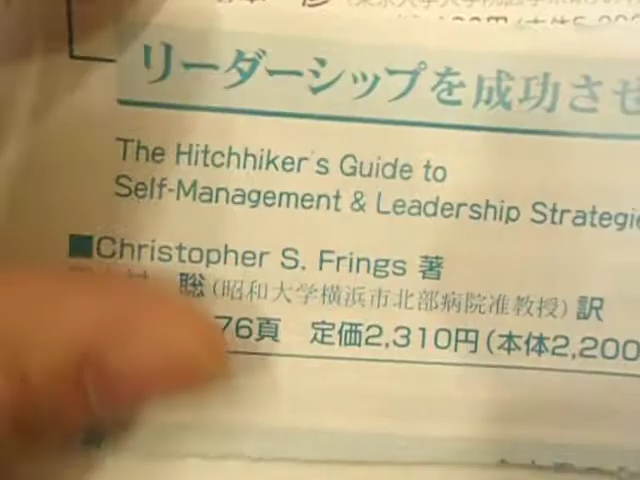 リーダーシップを成功させ
The Hitchhiker's Guide to
Self-Management & Leadership Strategie
■Christopher S. Frings 著
聡(昭和大学横浜市北部病院准教授)訳
76頁 定価2,310円(本体2,200